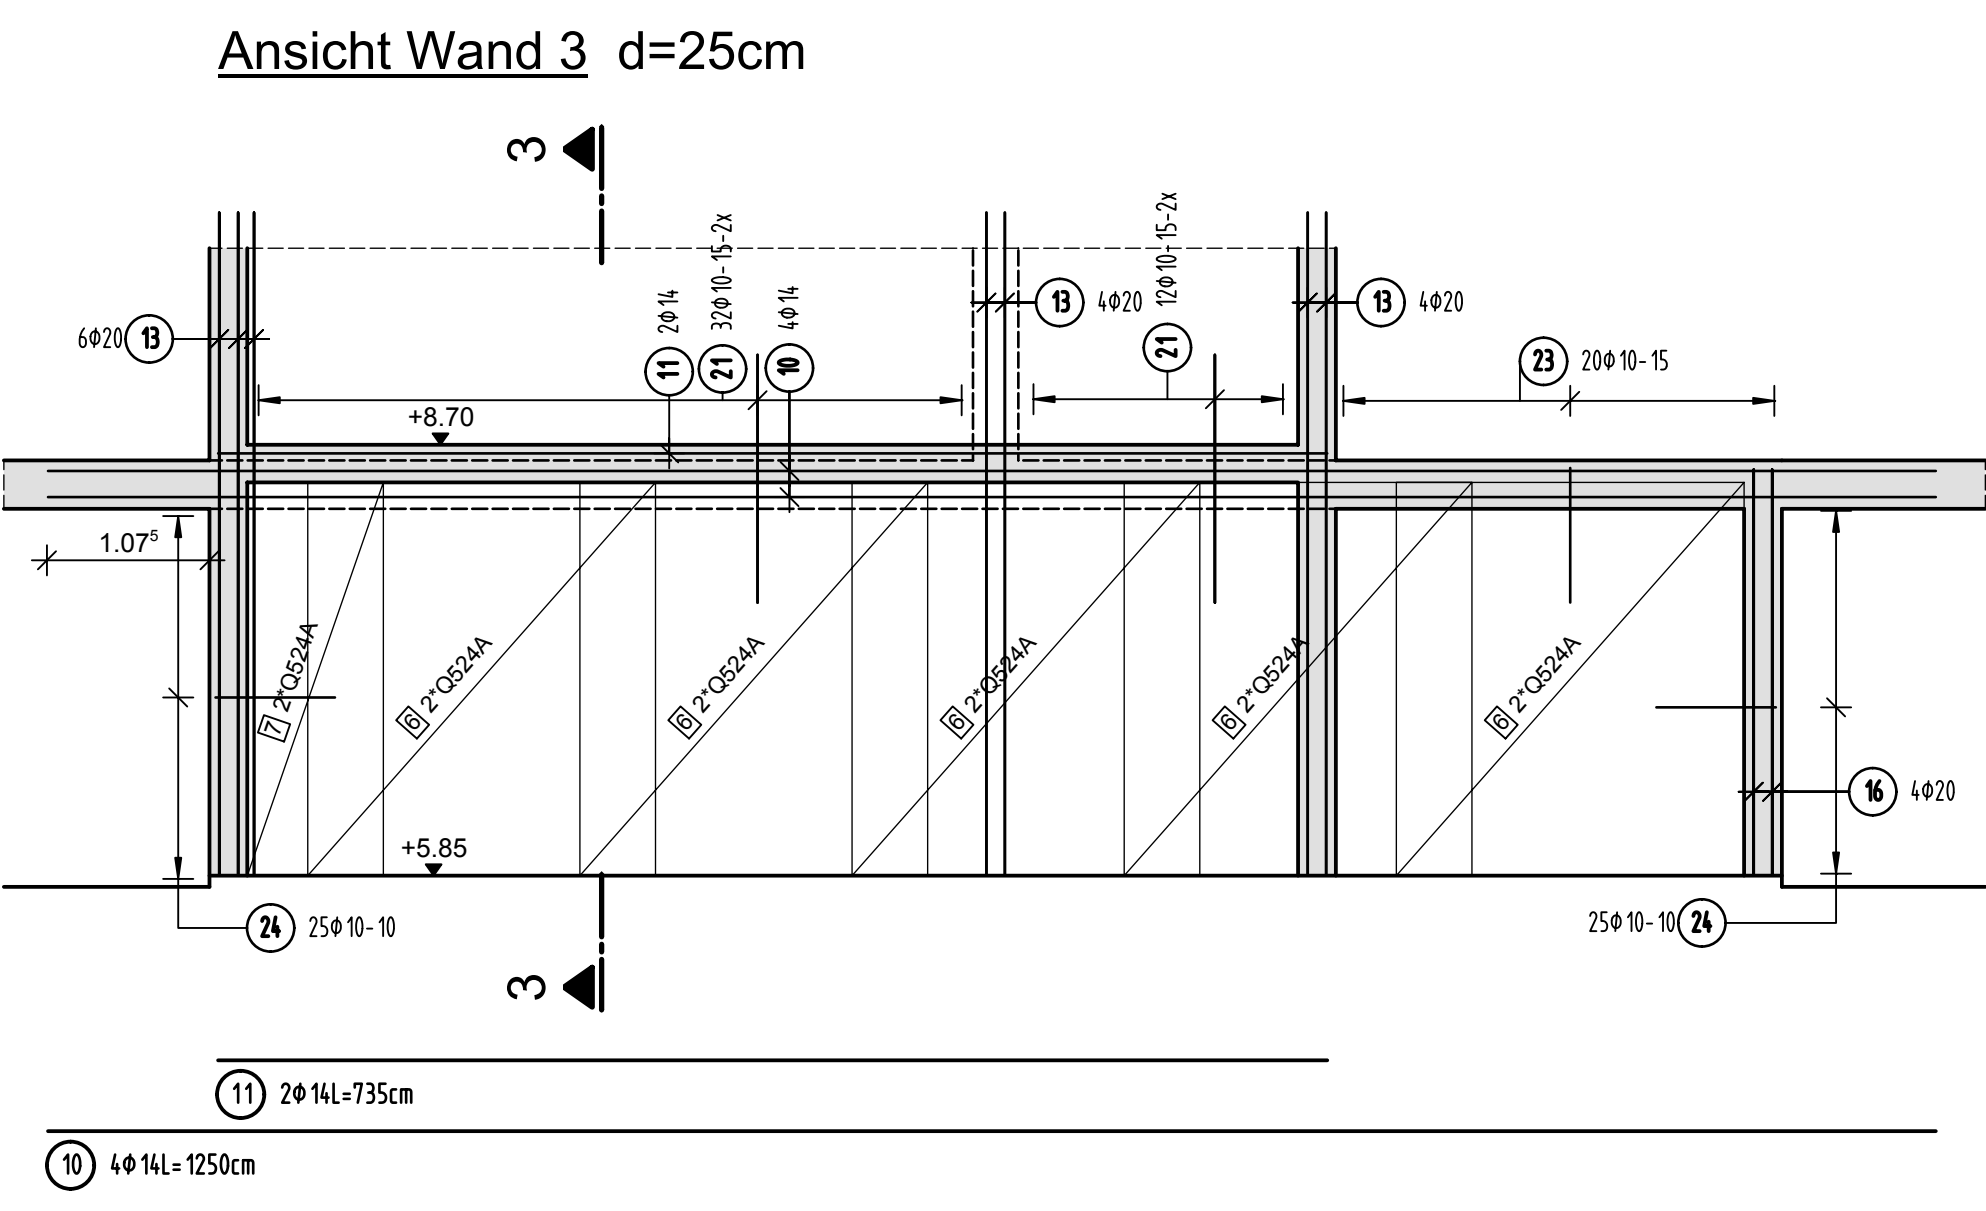 Ansicht Wand 3 d=25cm
3
6Φ20 13
2Φ14
11
32Φ10-15-2x
21
4Φ14
10
13 4Φ20
12Φ10-15-2x
21
13 4Φ20
23 20Φ10-15
+8.70
1.07⁵
7 2*Q524A
6 2*Q524A
6 2*Q524A
6 2*Q524A
6 2*Q524A
6 2*Q524A
16 4Φ20
+5.85
24 25Φ10-10
25Φ10-10 24
3
11 2Φ14L=735cm
10 4Φ14L=1250cm